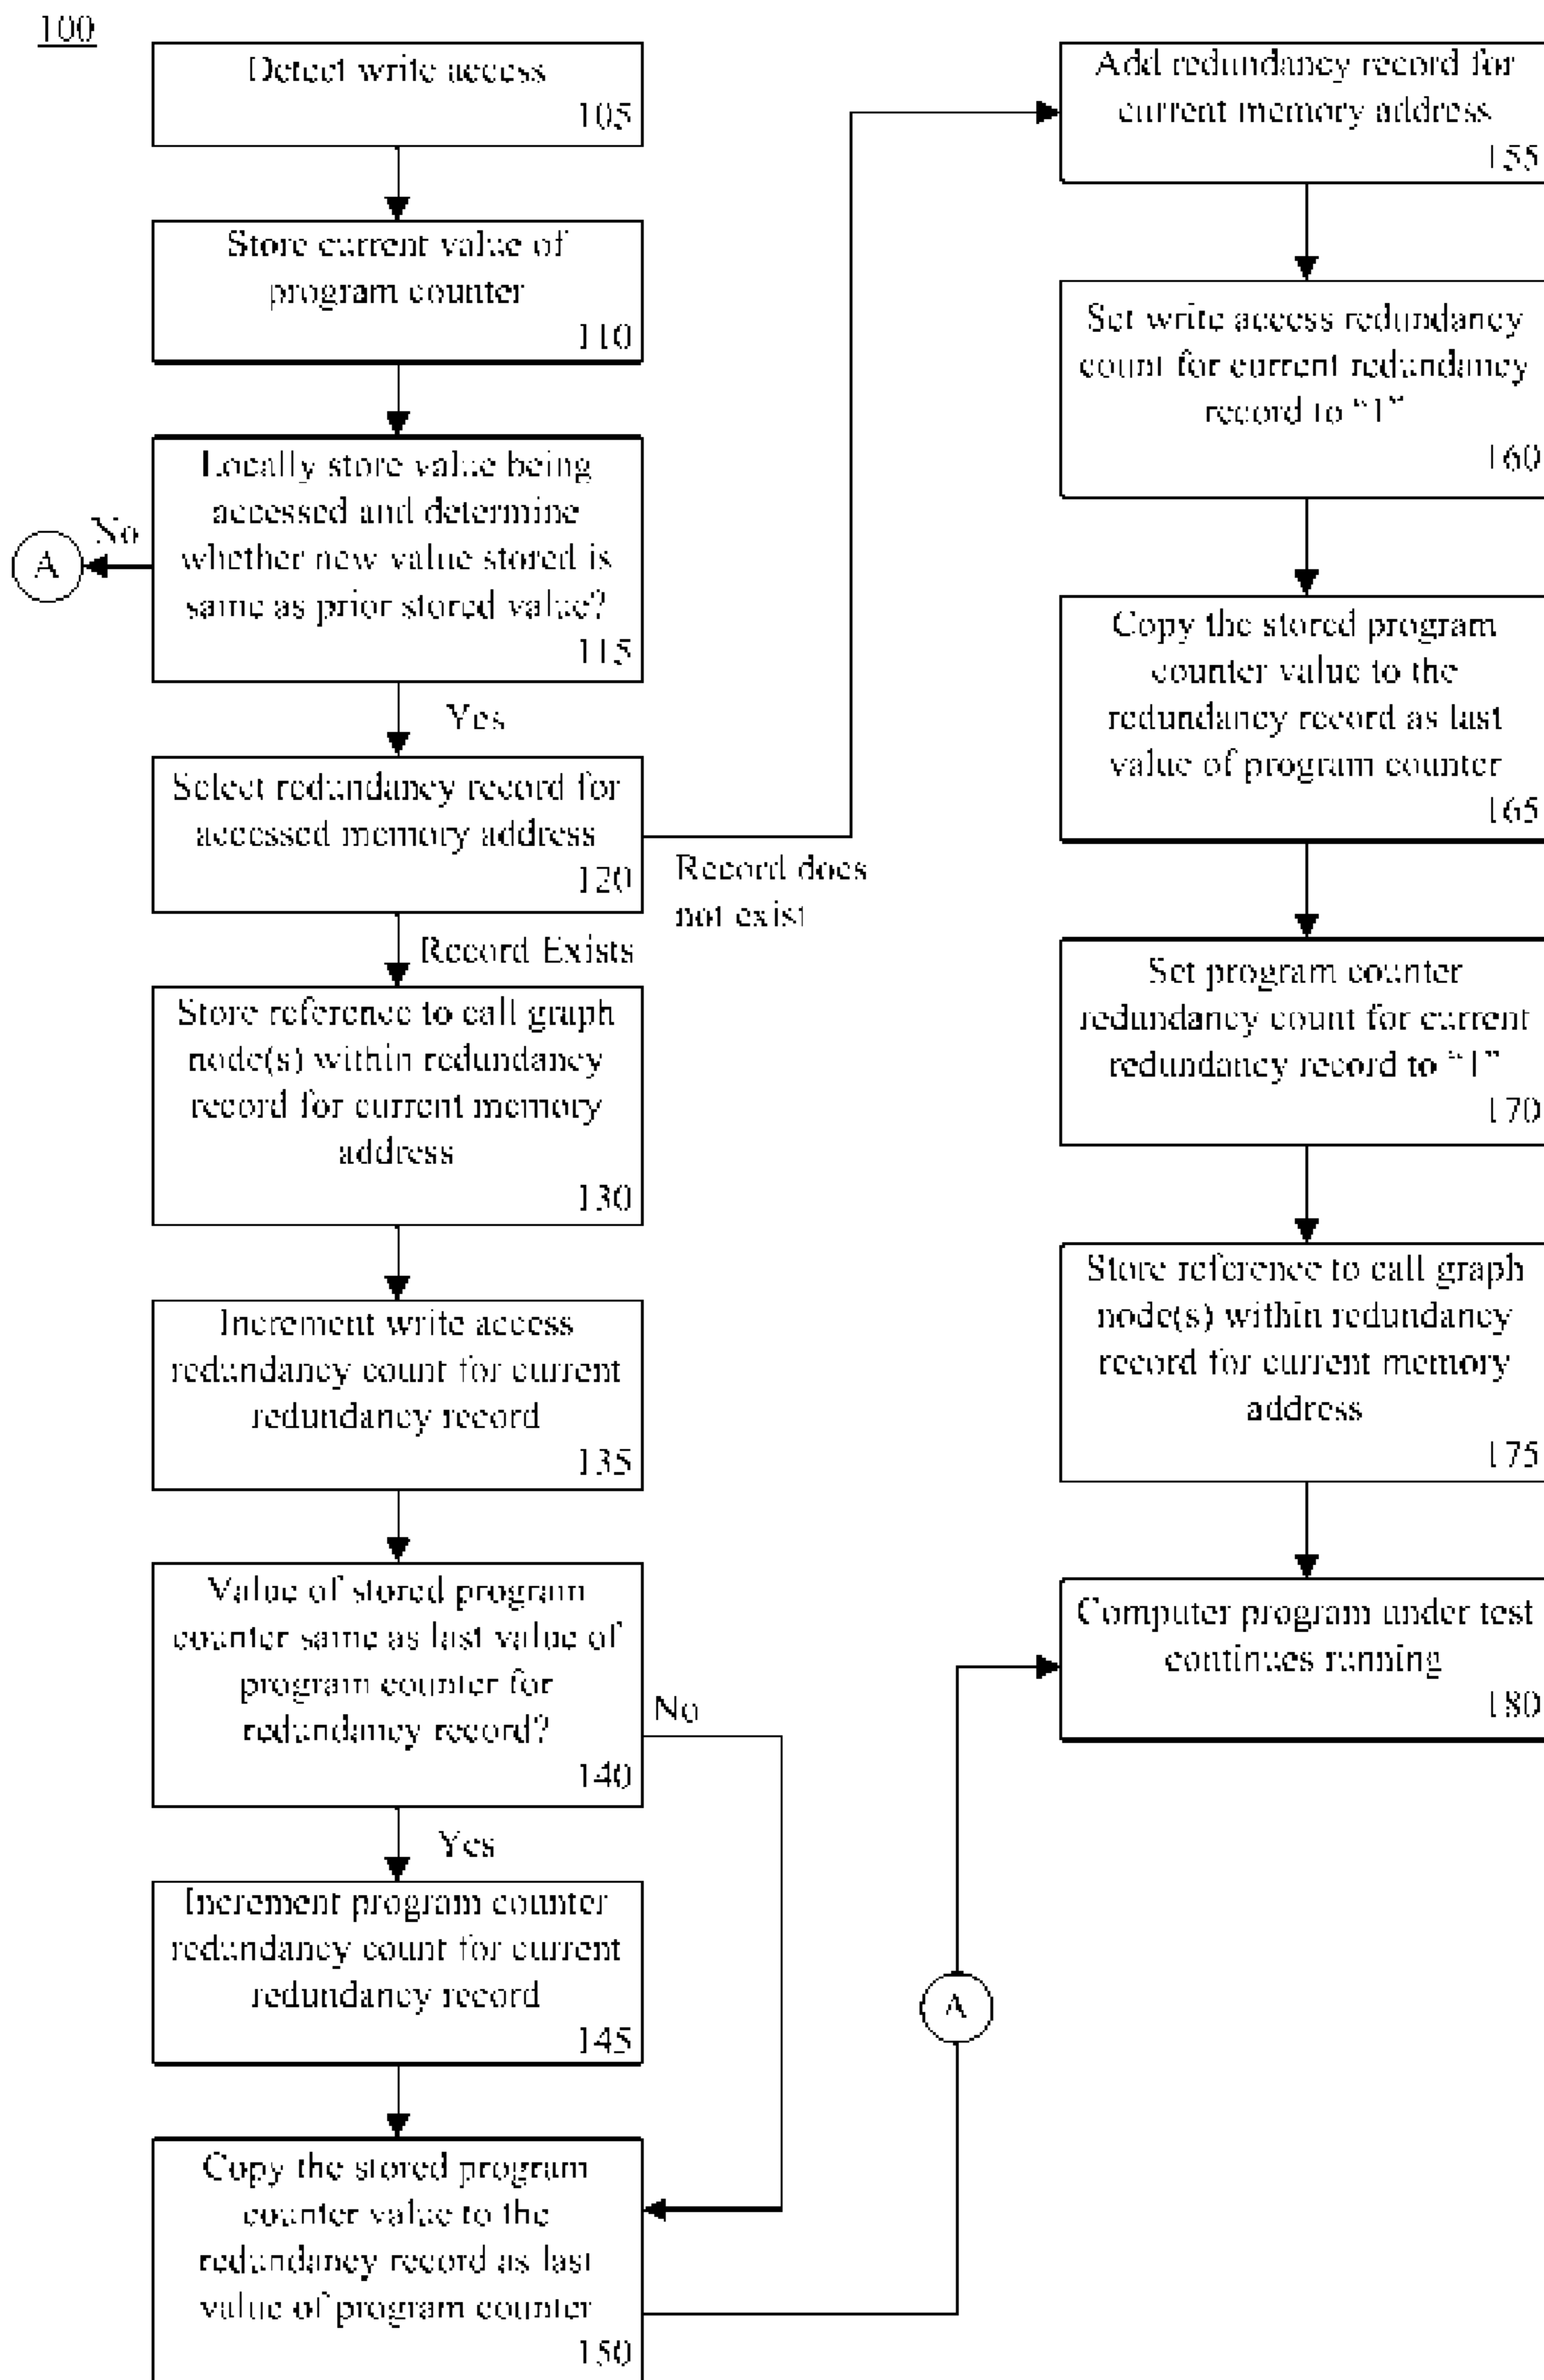 100
Detect write access
105
Store current value of
program counter
110
Locally store value being
accessed and determine
whether new value stored is
same as prior stored value?
115
No
A
Yes
Select redundancy record for
accessed memory address
120
Record does
not exist
Record Exists
Store reference to call graph
node(s) within redundancy
record for current memory
address
130
Increment write access
redundancy count for current
redundancy record
135
Value of stored program
counter same as last value of
program counter for
redundancy record?
140
No
Yes
Increment program counter
redundancy count for current
redundancy record
145
Copy the stored program
counter value to the
redundancy record as last
value of program counter
150
A
Add redundancy record for
current memory address
155
Set write access redundancy
count for current redundancy
record to “1”
160
Copy the stored program
counter value to the
redundancy record as last
value of program counter
165
Set program counter
redundancy count for current
redundancy record to “1”
170
Store reference to call graph
node(s) within redundancy
record for current memory
address
175
Computer program under test
continues running
180